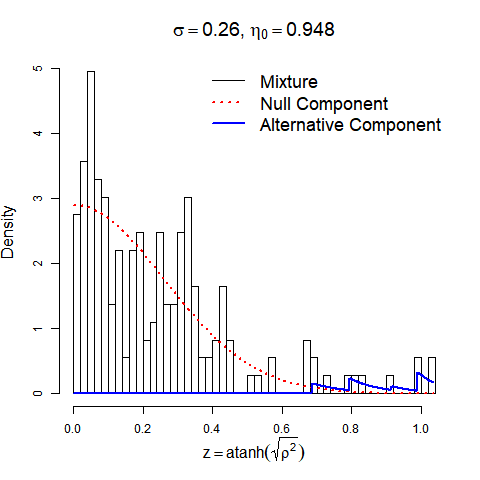 σ = 0.26, η₀ = 0.948
Mixture
Null Component
Alternative Component
Density
5
4
3
2
1
0
0.0 0.2 0.4 0.6 0.8 1.0
z = atanh(√ρ²)